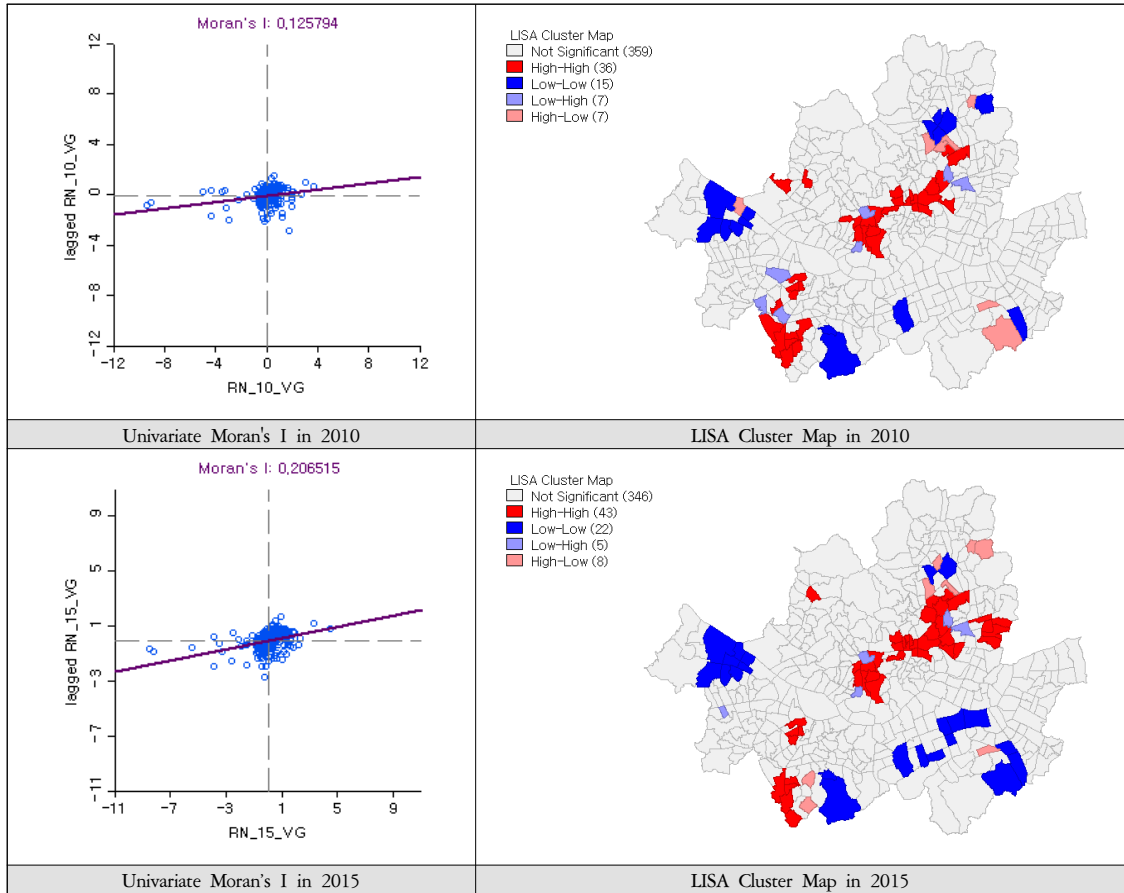 Moran's I: 0,125794
12
8
4
0
-4
-8
-12
lagged RN_10_VG
-12 -8 -4 0 4 8 12
RN_10_VG
LISA Cluster Map
Not Significant (359)
High-High (36)
Low-Low (15)
Low-High (7)
High-Low (7)
Univariate Moran's I in 2010
LISA Cluster Map in 2010
Moran's I: 0,206515
9
5
1
-3
-7
-11
lagged RN_15_VG
-11 -7 -3 1 5 9
RN_15_VG
LISA Cluster Map
Not Significant (346)
High-High (43)
Low-Low (22)
Low-High (5)
High-Low (8)
Univariate Moran's I in 2015
LISA Cluster Map in 2015